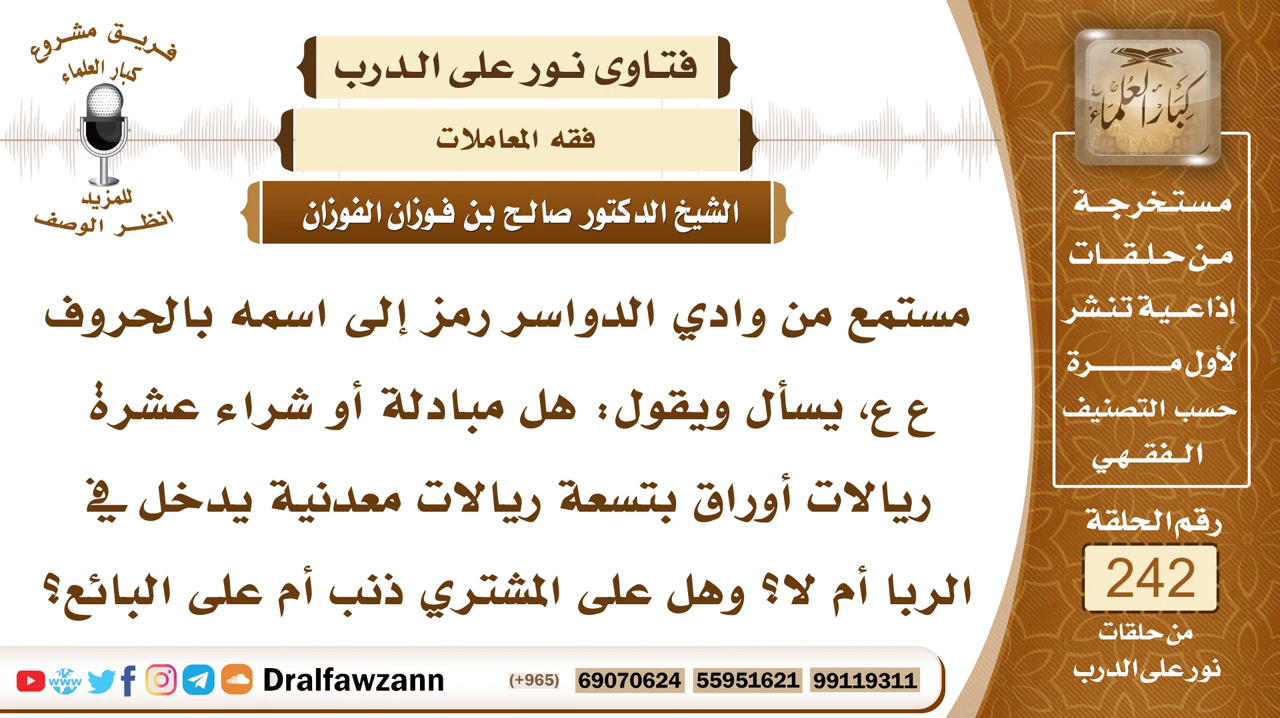 فريق مشروع
كبار العلماء
للمزيد
انظر الوصف
فتاوى نور على الدرب
فقه المعاملات
الشيخ الدكتور صالح بن فوزان الفوزان
مستمع من وادي الدواسر رمز إلى اسمه بالحروف
ع ع، يسأل ويقول: هل مبادلة أو شراء عشرة
ريالات أوراق بتسعة ريالات معدنية يدخل في
الربا أم لا؟ وهل على المشتري ذنب أم على البائع؟
كبار العلماء
مستخرجة
من حلقات
إذاعية تنشر
لأول مرة
حسب التصنيف
الفقهي
رقم الحلقة
242
من حلقات
نور على الدرب
www Dralfawzann (+965) 69070624 55951621 99119311